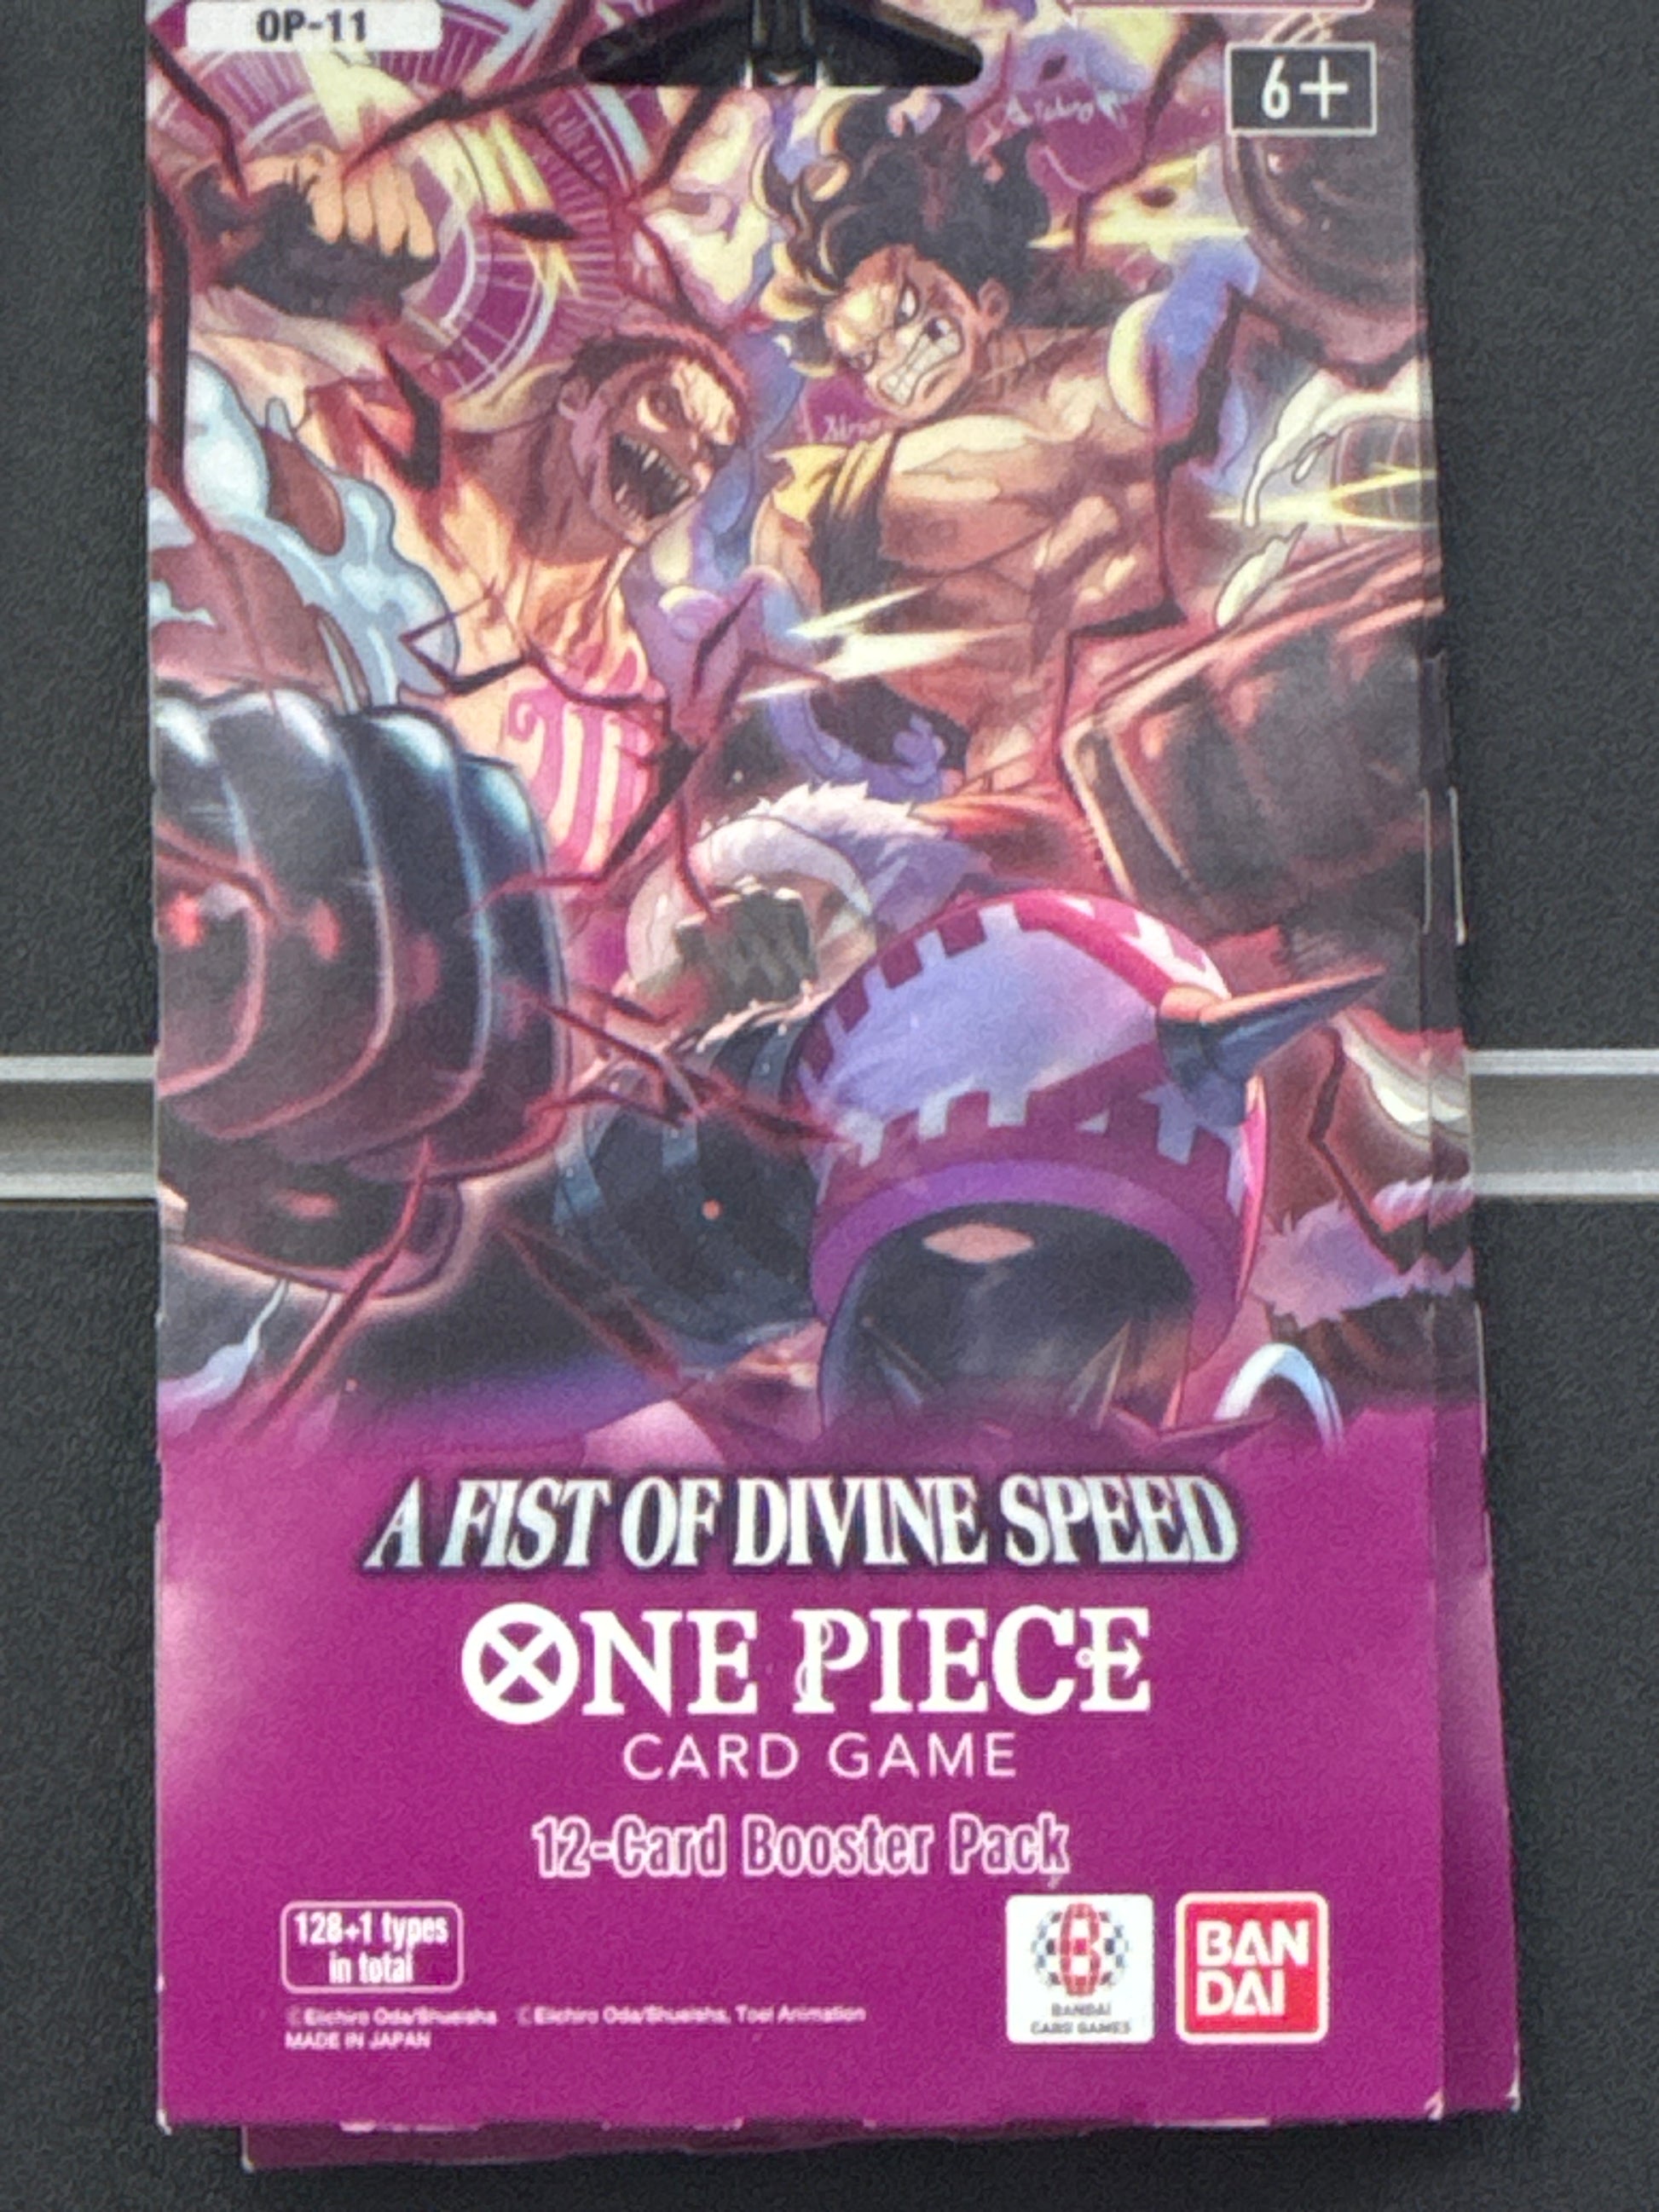 OP-11
6+
A FIST OF DIVINE SPEED
ONE PIECE
CARD GAME
12-Card Booster Pack
128+1 types
in total
©Eiichiro Oda/Shueisha ©Eiichiro Oda/Shueisha, Toei Animation
MADE IN JAPAN
BANDAI
CARD GAMES
BAN
DAI